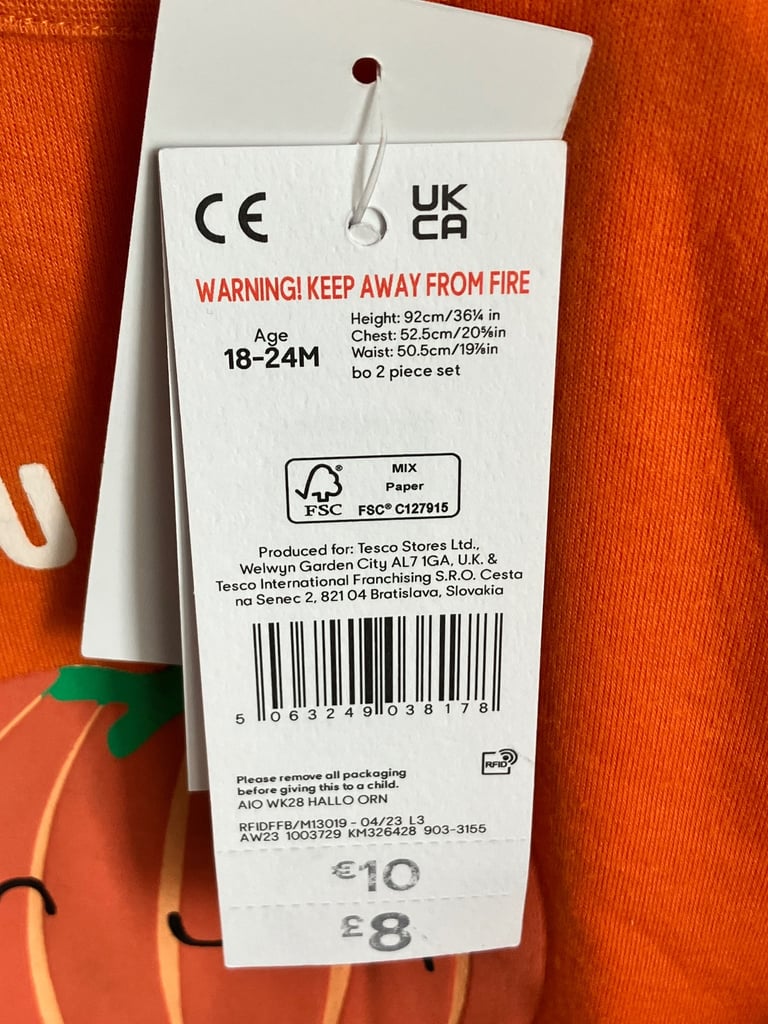 CE
UK
CA
WARNING! KEEP AWAY FROM FIRE
Age
18-24M
Height: 92cm/36¼ in
Chest: 52.5cm/20⅝in
Waist: 50.5cm/19⅞in
bo 2 piece set
FSC
MIX
Paper
FSC® C127915
Produced for: Tesco Stores Ltd.,
Welwyn Garden City AL7 1GA, U.K. &
Tesco International Franchising S.R.O. Cesta
na Senec 2, 821 04 Bratislava, Slovakia
5 063249 038178
RFID
Please remove all packaging
before giving this to a child.
AIO WK28 HALLO ORN
RFIDFFB/M13019 - 04/23 L3
AW23 1003729 KM326428 903-3155
€10
£8
U